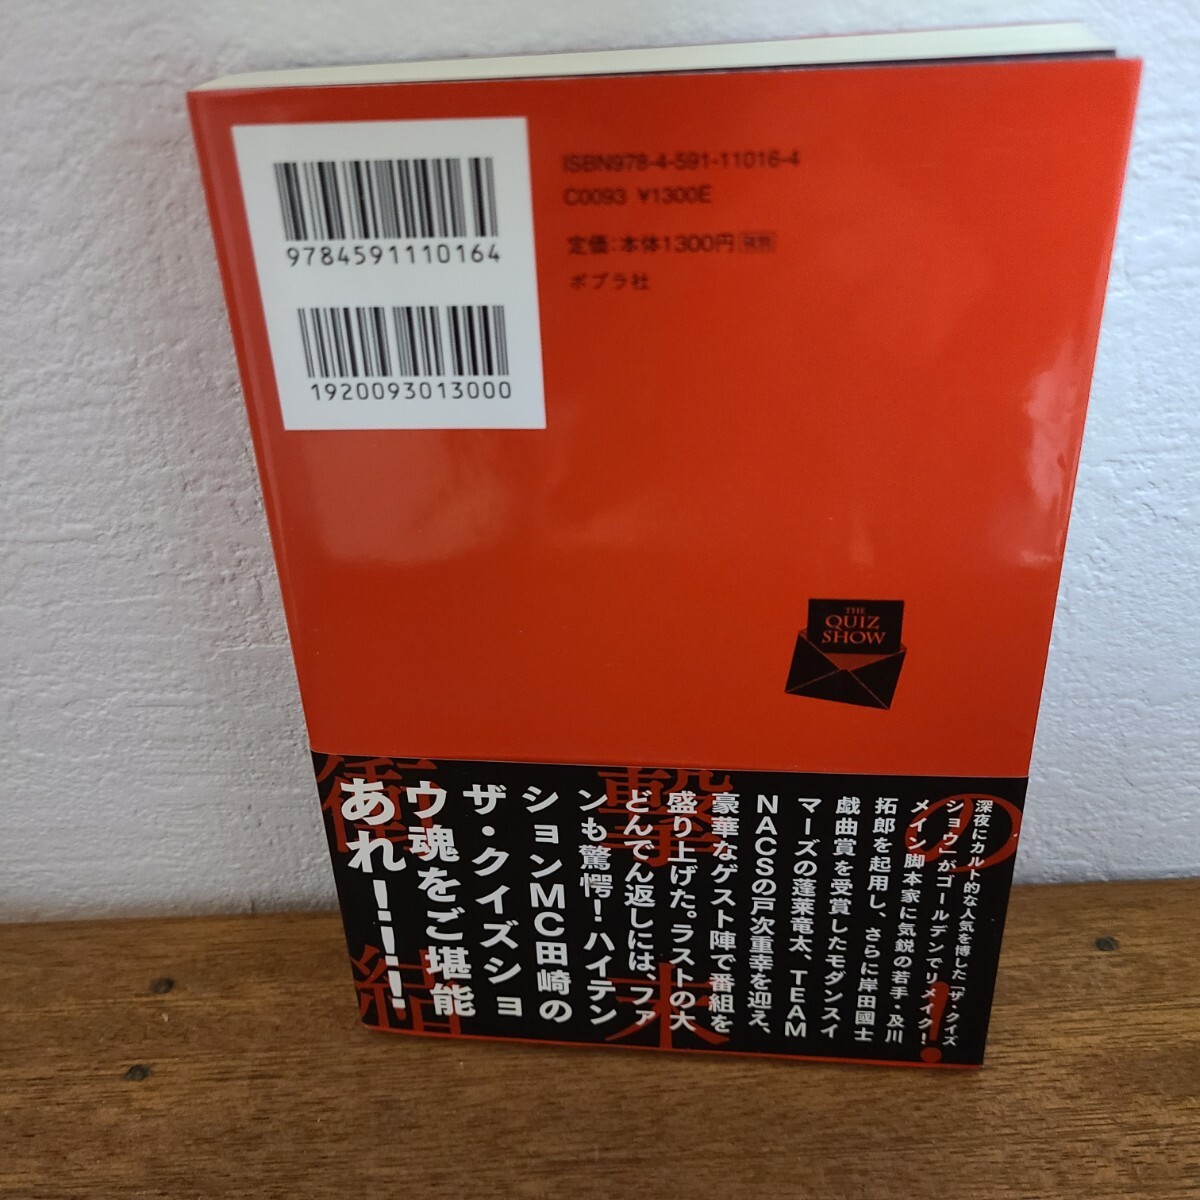 ISBN978-4-591-11016-4
C0093 ¥1300E
定価:本体1300円 税別
ポプラ社
9784591110164
1920093013000
THE
QUIZ
SHOW
深夜にカルト的な人気を博した「ザ・クイズ
ショウ」がゴールデンでリメイク!
メイン脚本家に気鋭の若手・及川
拓郎を起用し、さらに岸田國士
戯曲賞を受賞したモダンスイ
マーズの蓬莱竜太、TEAM
NACSの戸次重幸を迎え、
豪華なゲスト陣で番組を
盛り上げた。ラストの大
どんでん返しには、ファ
ンも驚愕!ハイテン
ションMC田崎の
ザ・クイズショ
ウ魂をご堪能
あれ!!!!
衝撃の
結末!